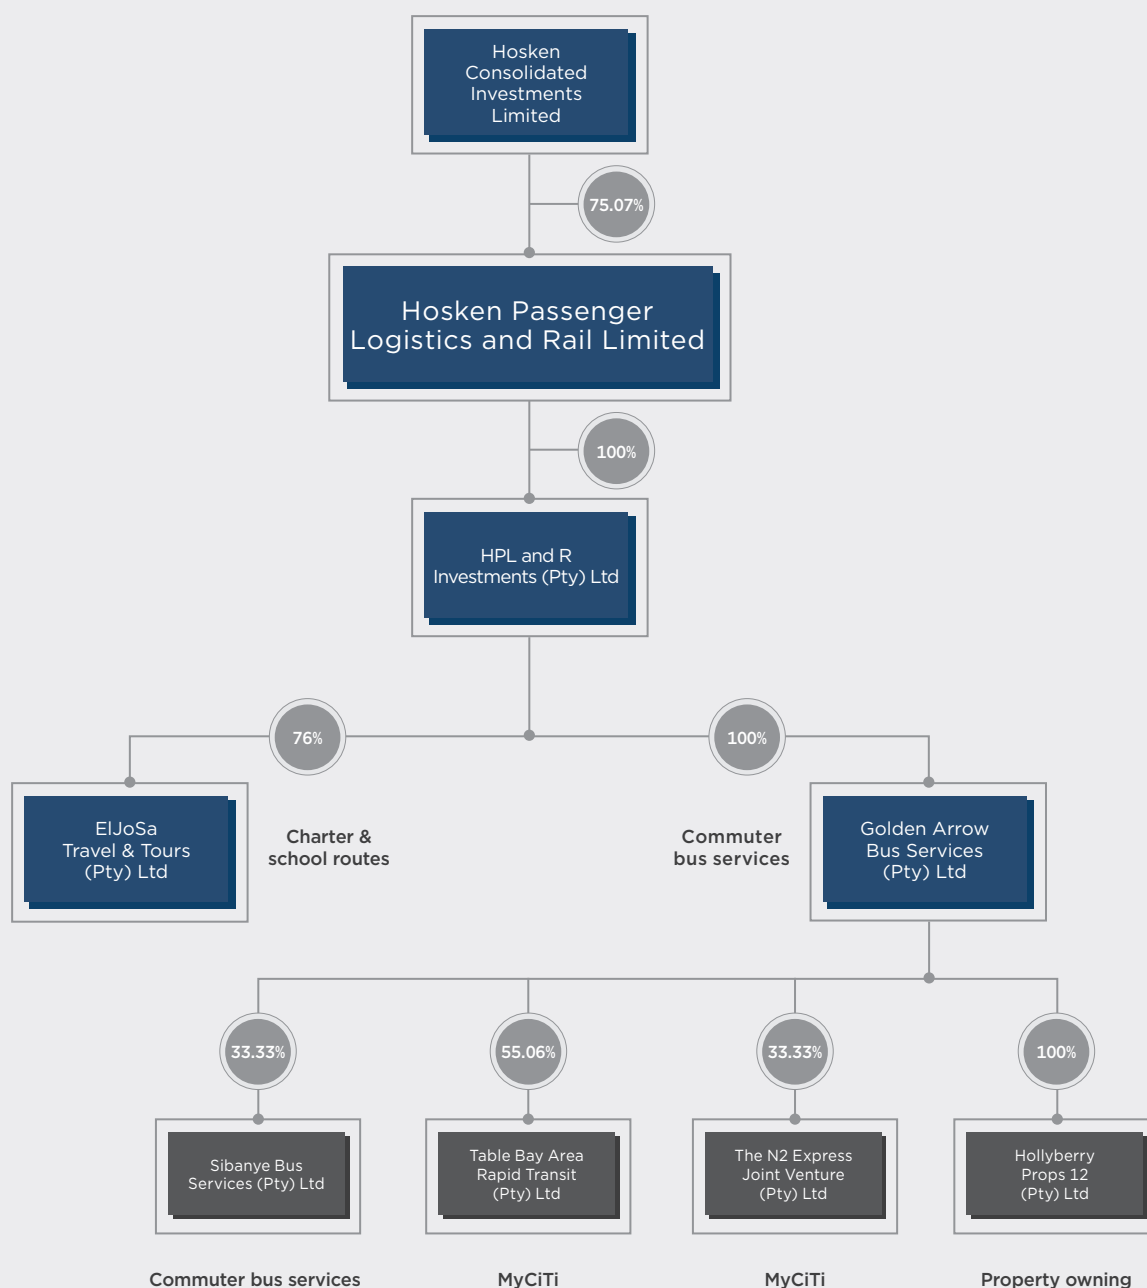 Hosken
Consolidated
Investments
Limited
75.07%
Hosken Passenger
Logistics and Rail Limited
100%
HPL and R
Investments (Pty) Ltd
76%
100%
ElJoSa
Travel & Tours
(Pty) Ltd
Charter &
school routes
Commuter
bus services
Golden Arrow
Bus Services
(Pty) Ltd
33.33%
55.06%
33.33%
100%
Sibanye Bus
Services (Pty) Ltd
Table Bay Area
Rapid Transit
(Pty) Ltd
The N2 Express
Joint Venture
(Pty) Ltd
Hollyberry
Props 12
(Pty) Ltd
Commuter bus services
MyCiTi
MyCiTi
Property owning